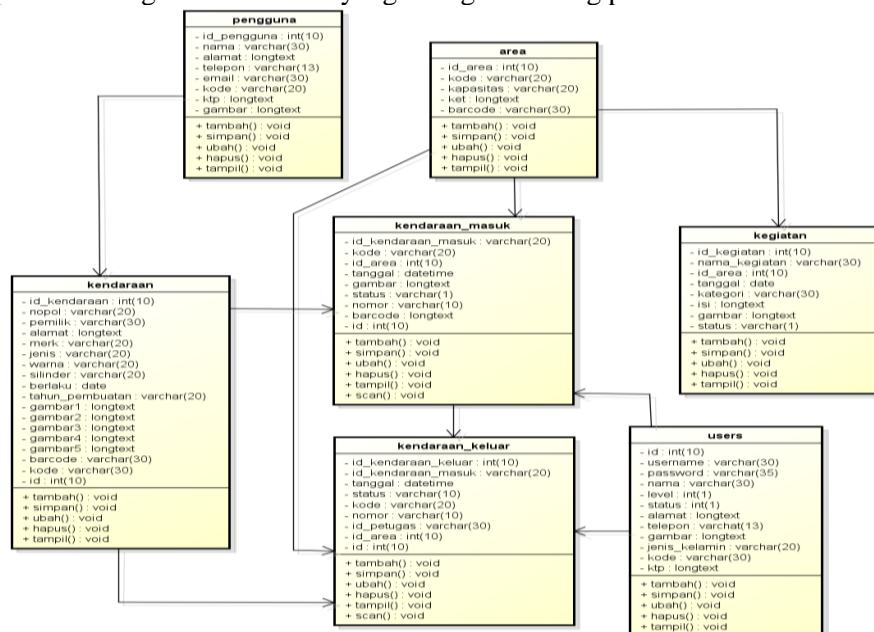 pengguna
- id_pengguna : int(10)
- nama : varchar(30)
- alamat : longtext
- telepon : varchar(13)
- email : varchar(30)
- kode : varchar(20)
- ktp : longtext
- gambar : longtext
+ tambah() : void
+ simpan() : void
+ ubah() : void
+ hapus() : void
+ tampil() : void
area
- id_area : int(10)
- kode : varchar(20)
- kapasitas : varchar(20)
- ket : longtext
- barcode : varchar(30)
+ tambah() : void
+ simpan() : void
+ ubah() : void
+ hapus() : void
+ tampil() : void
kendaraan_masuk
- id_kendaraan_masuk : varchar(20)
- kode : varchar(20)
- id_area : int(10)
- tanggal : datetime
- gambar : longtext
- status : varchar(1)
- nomor : varchar(10)
- barcode : longtext
- id : int(10)
+ tambah() : void
+ simpan() : void
+ ubah() : void
+ hapus() : void
+ tampil() : void
+ scan() : void
kegiatan
- id_kegiatan : int(10)
- nama_kegiatan : varchar(30)
- id_area : int(10)
- tanggal : date
- kategori : varchar(30)
- isi : longtext
- gambar : longtext
- status : varchar(1)
+ tambah() : void
+ simpan() : void
+ ubah() : void
+ hapus() : void
+ tampil() : void
kendaraan
- id_kendaraan : int(10)
- nopol : varchar(20)
- pemilik : varchar(30)
- alamat : longtext
- merk : varchar(20)
- jenis : varchar(20)
- warna : varchar(20)
- silinder : varchar(20)
- berlaku : date
- tahun_pembuatan : varchar(20)
- gambar1 : longtext
- gambar2 : longtext
- gambar3 : longtext
- gambar4 : longtext
- gambar5 : longtext
- barcode : varchar(30)
- kode : varchar(30)
- id : int(10)
+ tambah() : void
+ simpan() : void
+ ubah() : void
+ hapus() : void
+ tampil() : void
kendaraan_keluar
- id_kendaraan_keluar : int(10)
- id_kendaraan_masuk : varchar(20)
- tanggal : datetime
- status : varchar(10)
- kode : varchar(20)
- nomor : varchar(10)
- id_petugas : varchar(30)
- id_area : int(10)
- id : int(10)
+ tambah() : void
+ simpan() : void
+ ubah() : void
+ hapus() : void
+ tampil() : void
+ scan() : void
users
- id : int(10)
- username : varchar(30)
- password : varchar(35)
- nama : varchar(30)
- level : int(1)
- status : int(1)
- alamat : longtext
- telepon : varchat(13)
- gambar : longtext
- jenis_kelamin : varchar(20)
- kode : varchar(30)
- ktp : longtext
+ tambah() : void
+ simpan() : void
+ ubah() : void
+ hapus() : void
+ tampil() : void